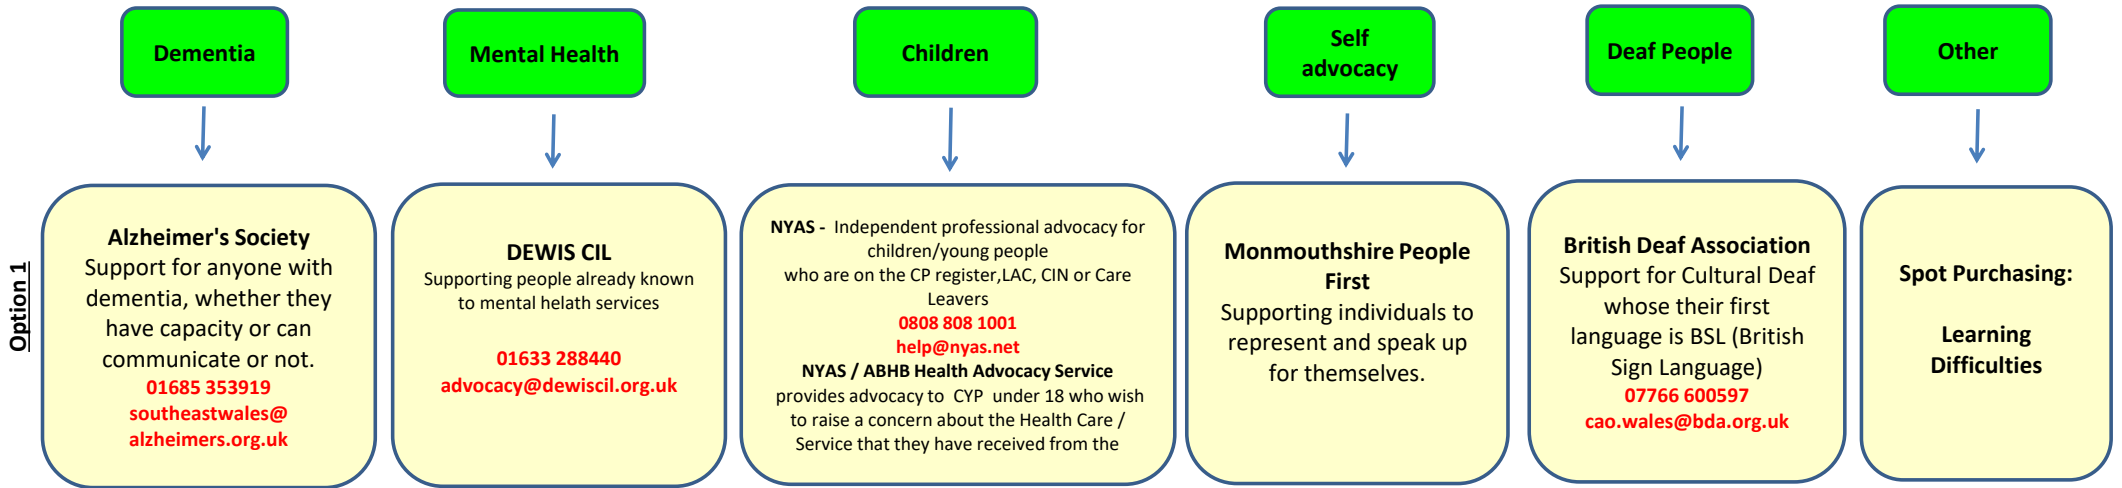 Dementia
Mental Health
Children
Self
advocacy
Deaf People
Other
Option 1
Alzheimer's Society
Support for anyone with
dementia, whether they
have capacity or can
communicate or not.
01685 353919
southeastwales@
alzheimers.org.uk
DEWIS CIL
Supporting people already known
to mental helath services
01633 288440
advocacy@dewiscil.org.uk
NYAS - Independent professional advocacy for
children/young people
who are on the CP register,LAC, CIN or Care
Leavers
0808 808 1001
help@nyas.net
NYAS / ABHB Health Advocacy Service
provides advocacy to CYP under 18 who wish
to raise a concern about the Health Care /
Service that they have received from the
Monmouthshire People
First
Supporting individuals to
represent and speak up
for themselves.
British Deaf Association
Support for Cultural Deaf
whose their first
language is BSL (British
Sign Language)
07766 600597
cao.wales@bda.org.uk
Spot Purchasing:
Learning
Difficulties